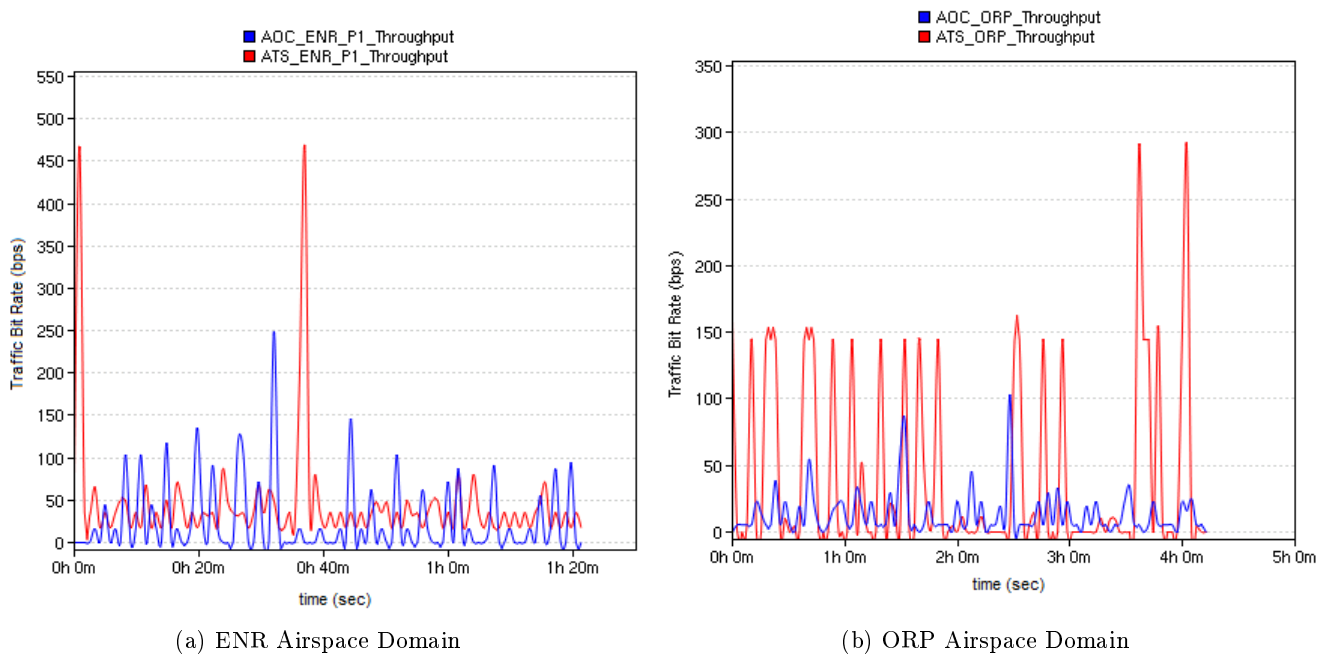 AOC_ENR_P1_Throughput
ATS_ENR_P1_Throughput
550
500
450
400
350
300
250
200
150
100
50
0
Traffic Bit Rate (bps)
0h 0m
0h 20m
0h 40m
1h 0m
1h 20m
time (sec)
(a) ENR Airspace Domain
AOC_ORP_Throughput
ATS_ORP_Throughput
350
300
250
200
150
100
50
0
Traffic Bit Rate (bps)
0h 0m
1h 0m
2h 0m
3h 0m
4h 0m
5h 0m
time (sec)
(b) ORP Airspace Domain